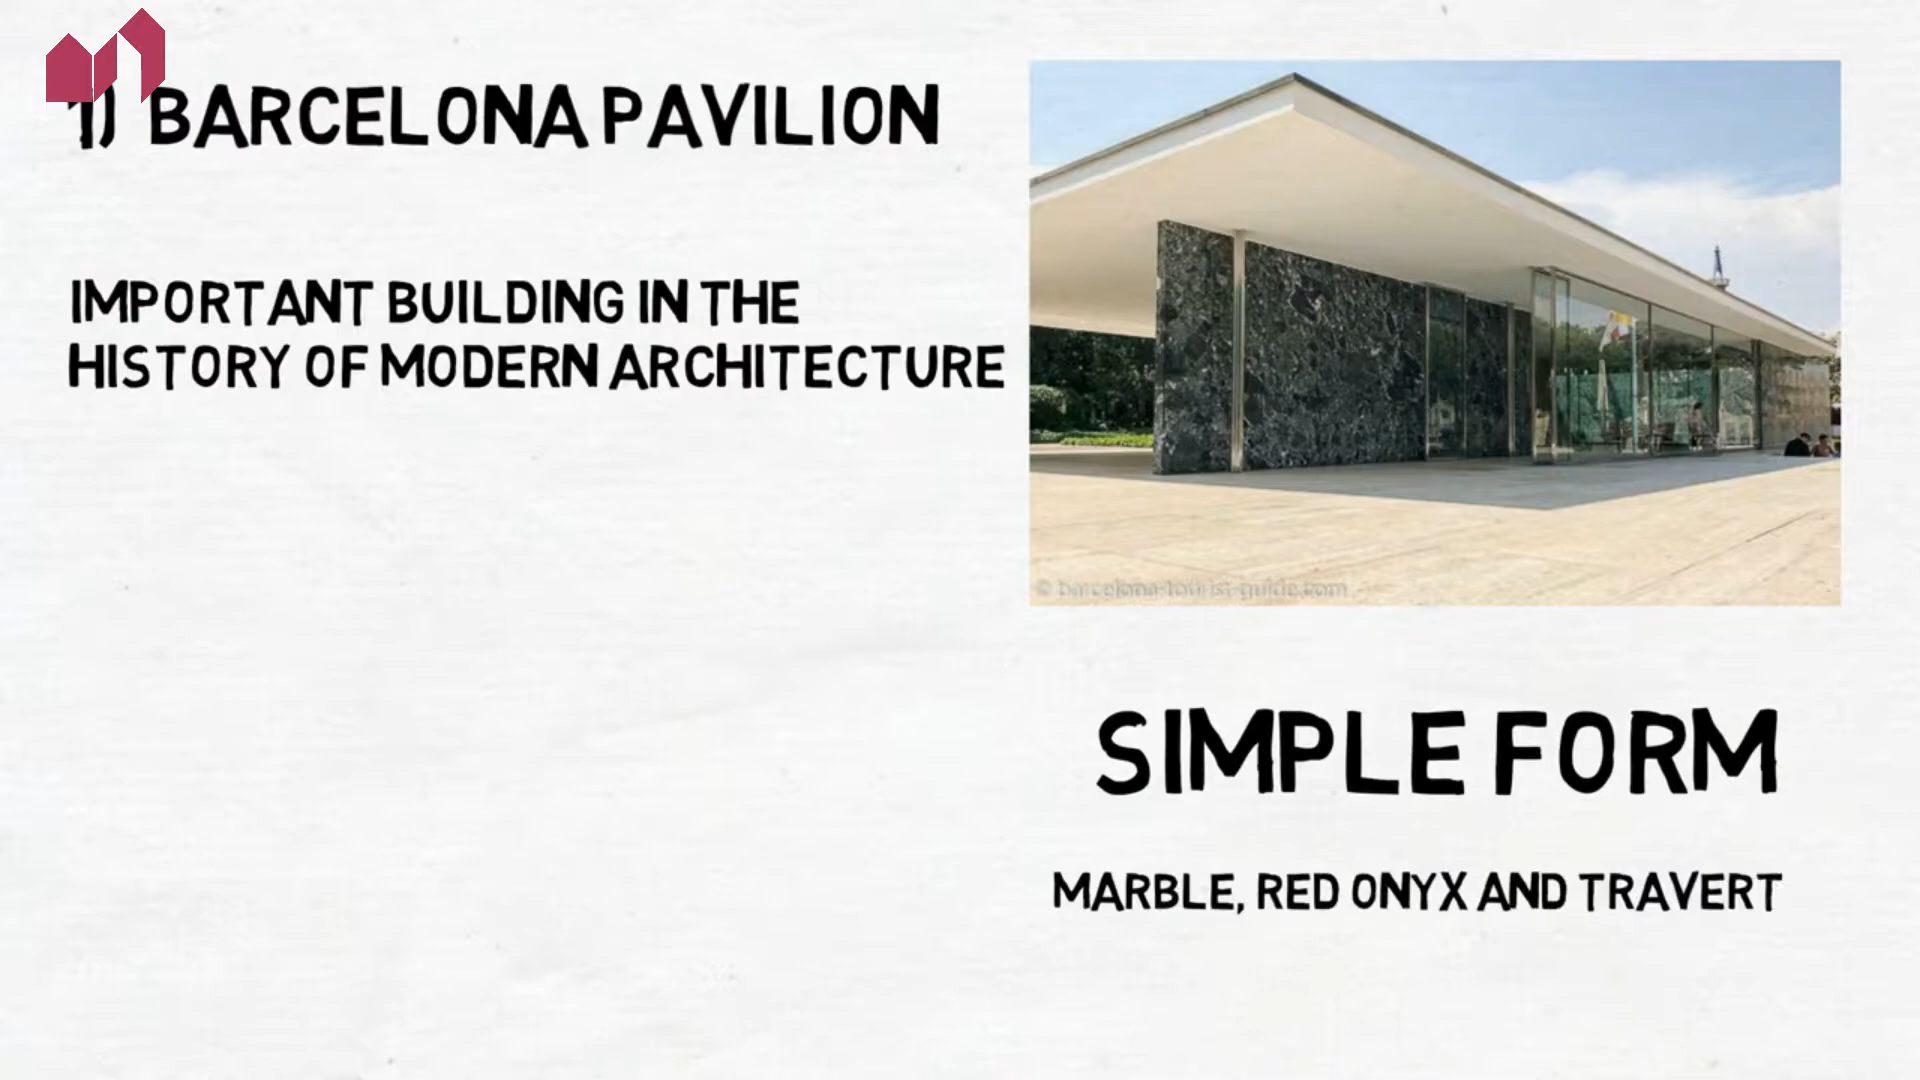 1) BARCELONA PAVILION
IMPORTANT BUILDING IN THE
HISTORY OF MODERN ARCHITECTURE
© barcelona-tourist-guide.com
SIMPLE FORM
MARBLE, RED ONYX AND TRAVERT